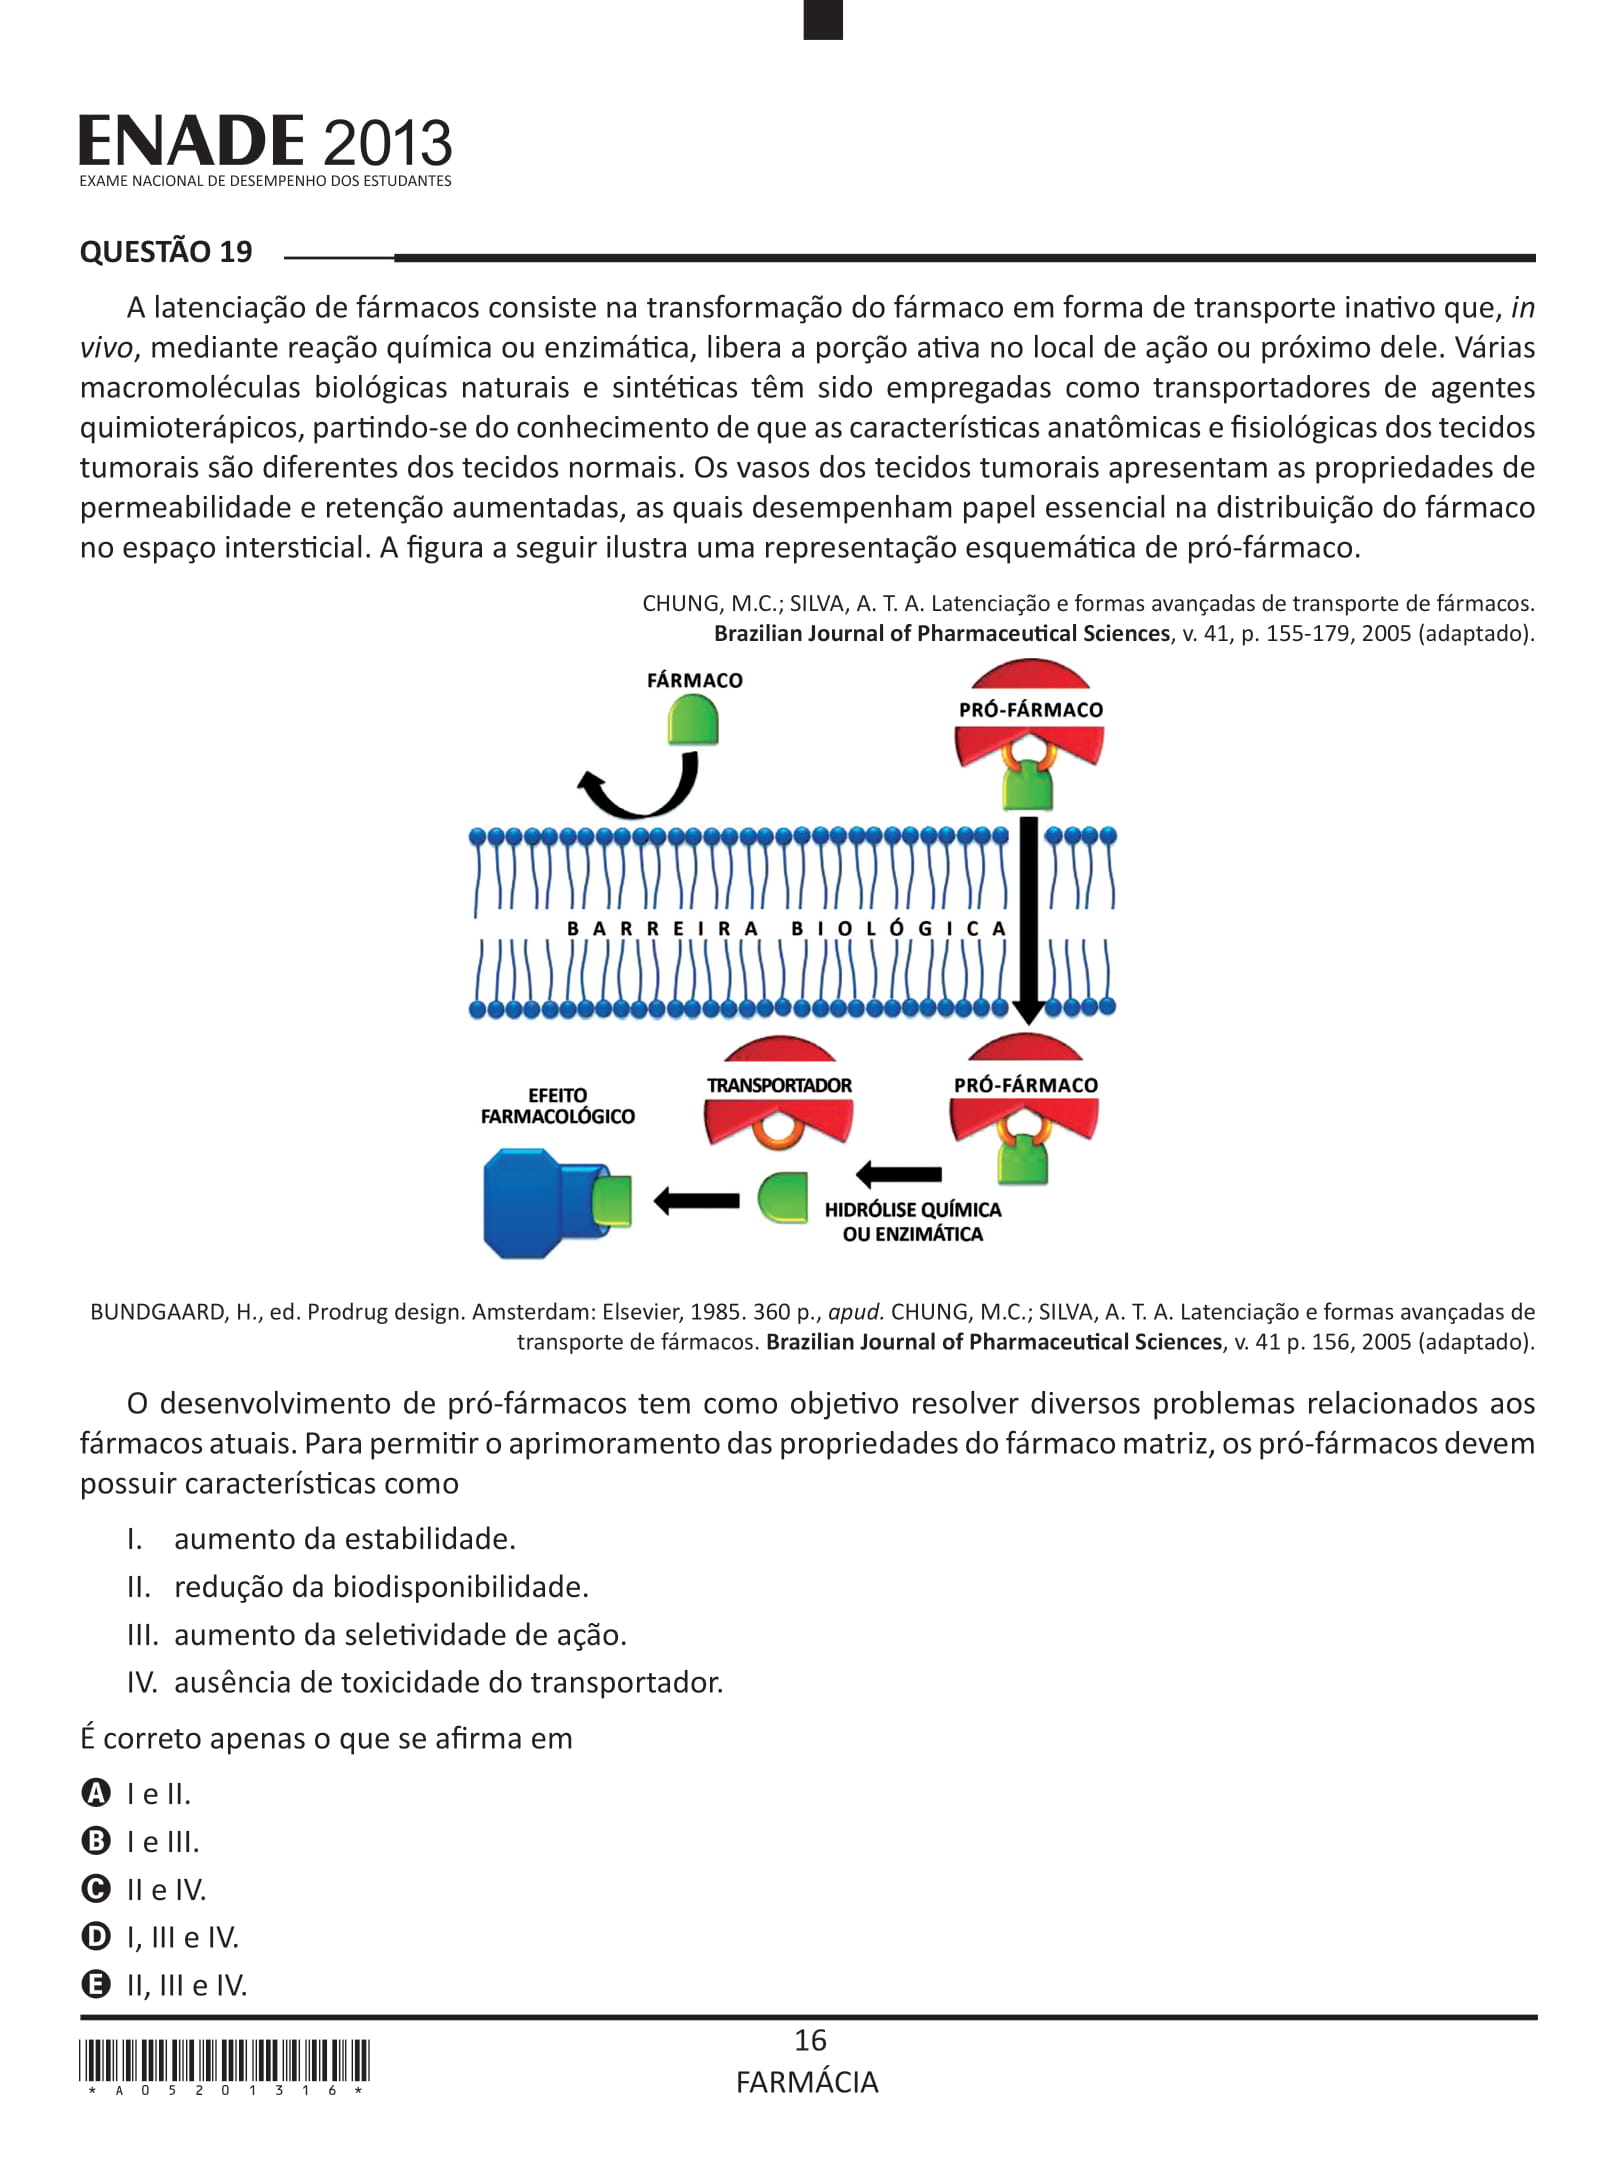 ENADE 2013
EXAME NACIONAL DE DESEMPENHO DOS ESTUDANTES
QUESTÃO 19
A latenciação de fármacos consiste na transformação do fármaco em forma de transporte inativo que, in
vivo, mediante reação química ou enzimática, libera a porção ativa no local de ação ou próximo dele. Várias
macromoléculas biológicas naturais e sintéticas têm sido empregadas como transportadores de agentes
quimioterápicos, partindo-se do conhecimento de que as características anatômicas e fisiológicas dos tecidos
tumorais são diferentes dos tecidos normais. Os vasos dos tecidos tumorais apresentam as propriedades de
permeabilidade e retenção aumentadas, as quais desempenham papel essencial na distribuição do fármaco
no espaço intersticial. A figura a seguir ilustra uma representação esquemática de pró-fármaco.
CHUNG, M.C.; SILVA, A. T. A. Latenciação e formas avançadas de transporte de fármacos.
Brazilian Journal of Pharmaceutical Sciences, v. 41, p. 155-179, 2005 (adaptado).
FÁRMACO
PRÓ-FÁRMACO
BARREIRA BIOLÓGICA
EFEITO
FARMACOLÓGICO
TRANSPORTADOR
PRÓ-FÁRMACO
HIDRÓLISE QUÍMICA
OU ENZIMÁTICA
BUNDGAARD, H., ed. Prodrug design. Amsterdam: Elsevier, 1985. 360 p., apud. CHUNG, M.C.; SILVA, A. T. A. Latenciação e formas avançadas de
transporte de fármacos. Brazilian Journal of Pharmaceutical Sciences, v. 41 p. 156, 2005 (adaptado).
O desenvolvimento de pró-fármacos tem como objetivo resolver diversos problemas relacionados aos
fármacos atuais. Para permitir o aprimoramento das propriedades do fármaco matriz, os pró-fármacos devem
possuir características como
I. aumento da estabilidade.
II. redução da biodisponibilidade.
III. aumento da seletividade de ação.
IV. ausência de toxicidade do transportador.
É correto apenas o que se afirma em
A I e II.
B I e III.
C II e IV.
D I, III e IV.
E II, III e IV.
16
FARMÁCIA
*A05201316*